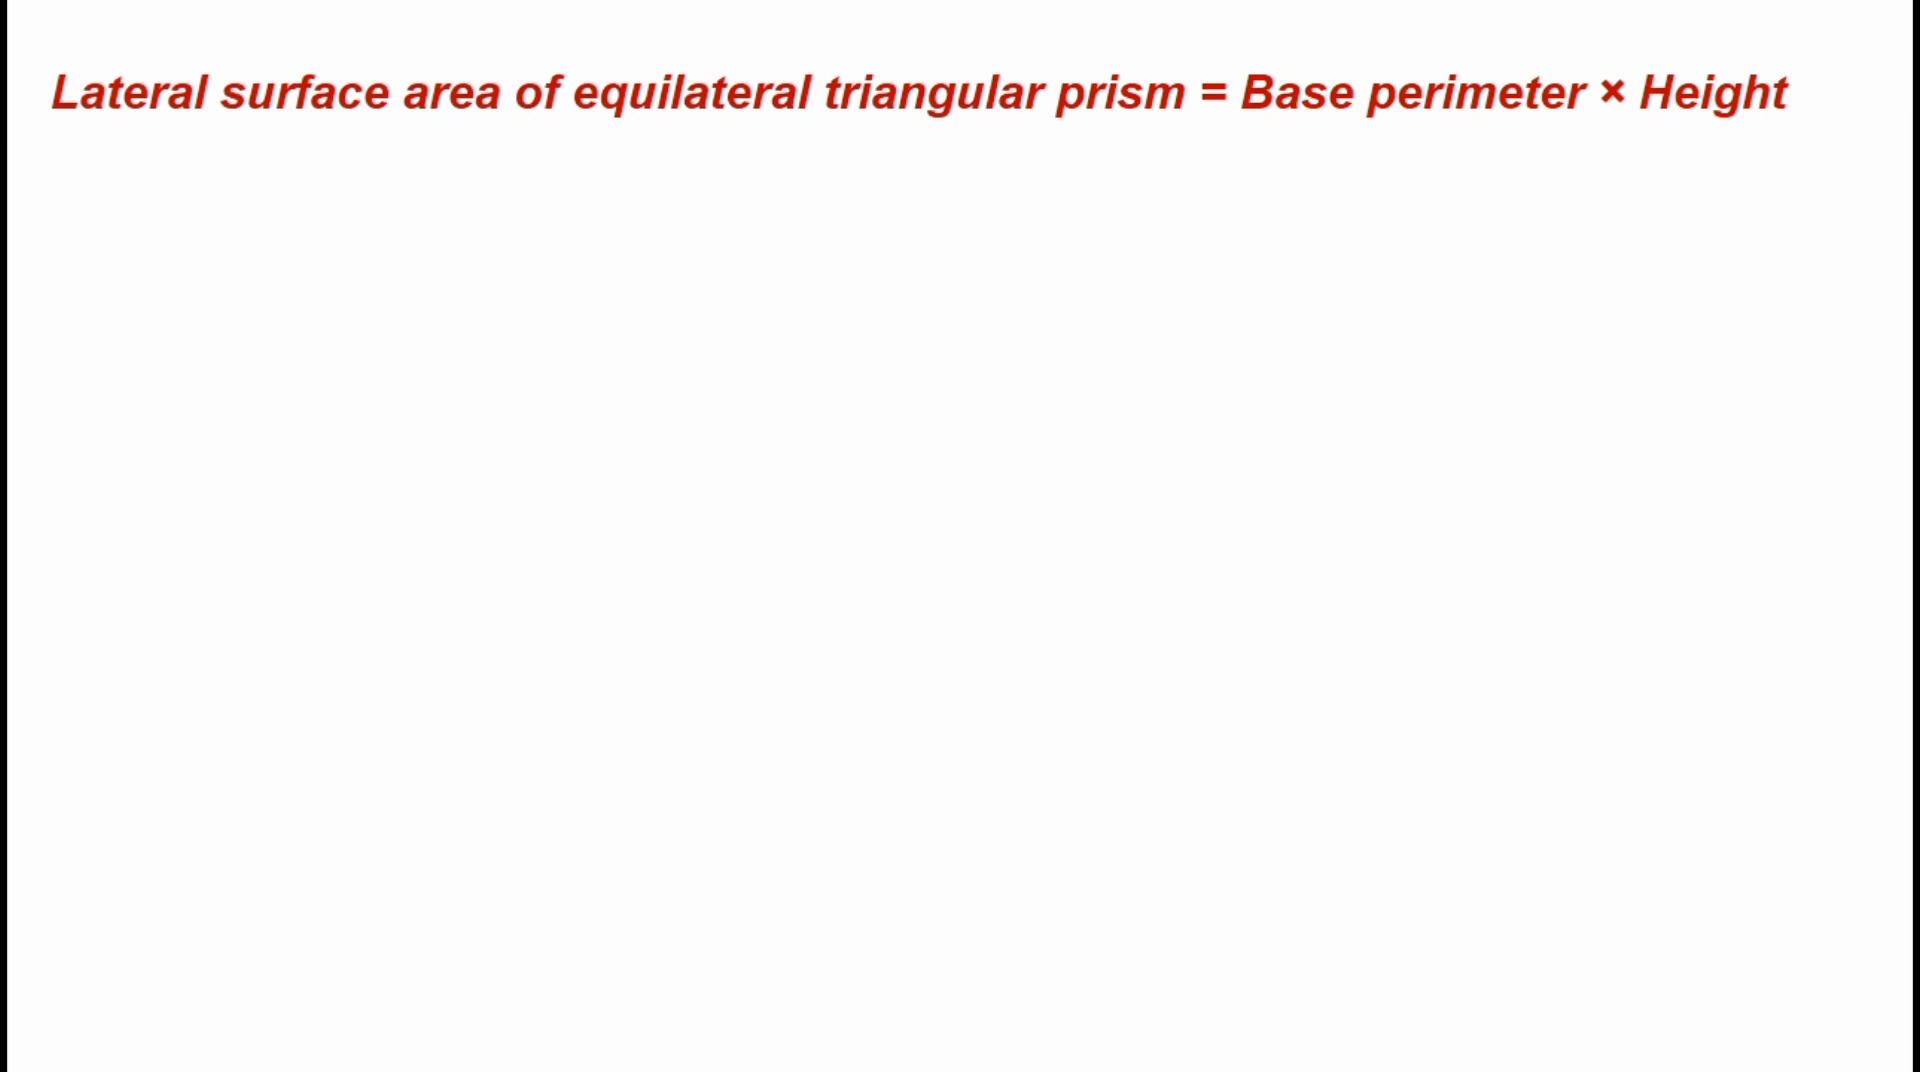 Lateral surface area of equilateral triangular prism = Base perimeter × Height